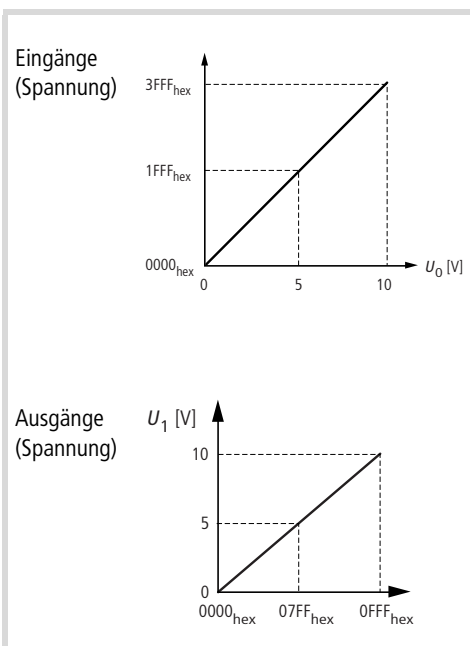 Eingänge
(Spannung)
3FFFhex
1FFFhex
0000hex
0 5 10
U0 [V]
Ausgänge
(Spannung)
U1 [V]
10
5
0
0000hex 07FFhex 0FFFhex